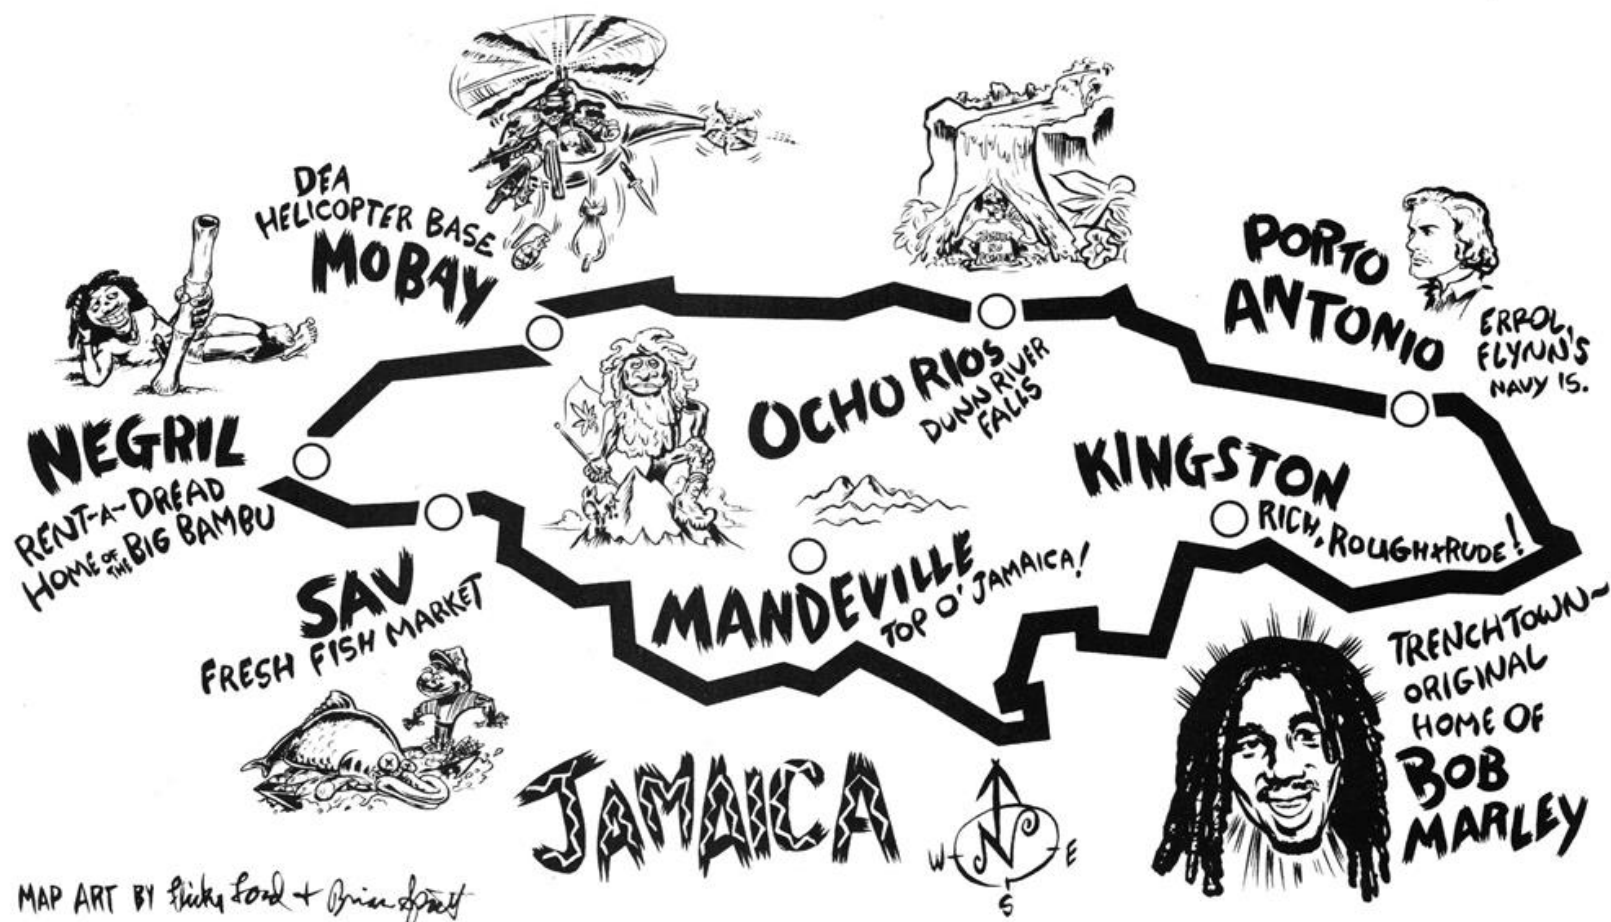 DEA
HELICOPTER BASE
MOBAY
PORTO
ANTONIO
ERROL
FLYNN'S
NAVY IS.
OCHO RIOS
DUNN RIVER
FALLS
NEGRIL
RENT-A-DREAD
HOME OF THE BIG BAMBU
KINGSTON
RICH, ROUGH+RUDE!
SAV
FRESH FISH MARKET
MANDEVILLE
TOP O' JAMAICA!
TRENCHTOWN~
ORIGINAL
HOME OF
BOB
MARLEY
JAMAICA
N
W
E
S
MAP ART BY